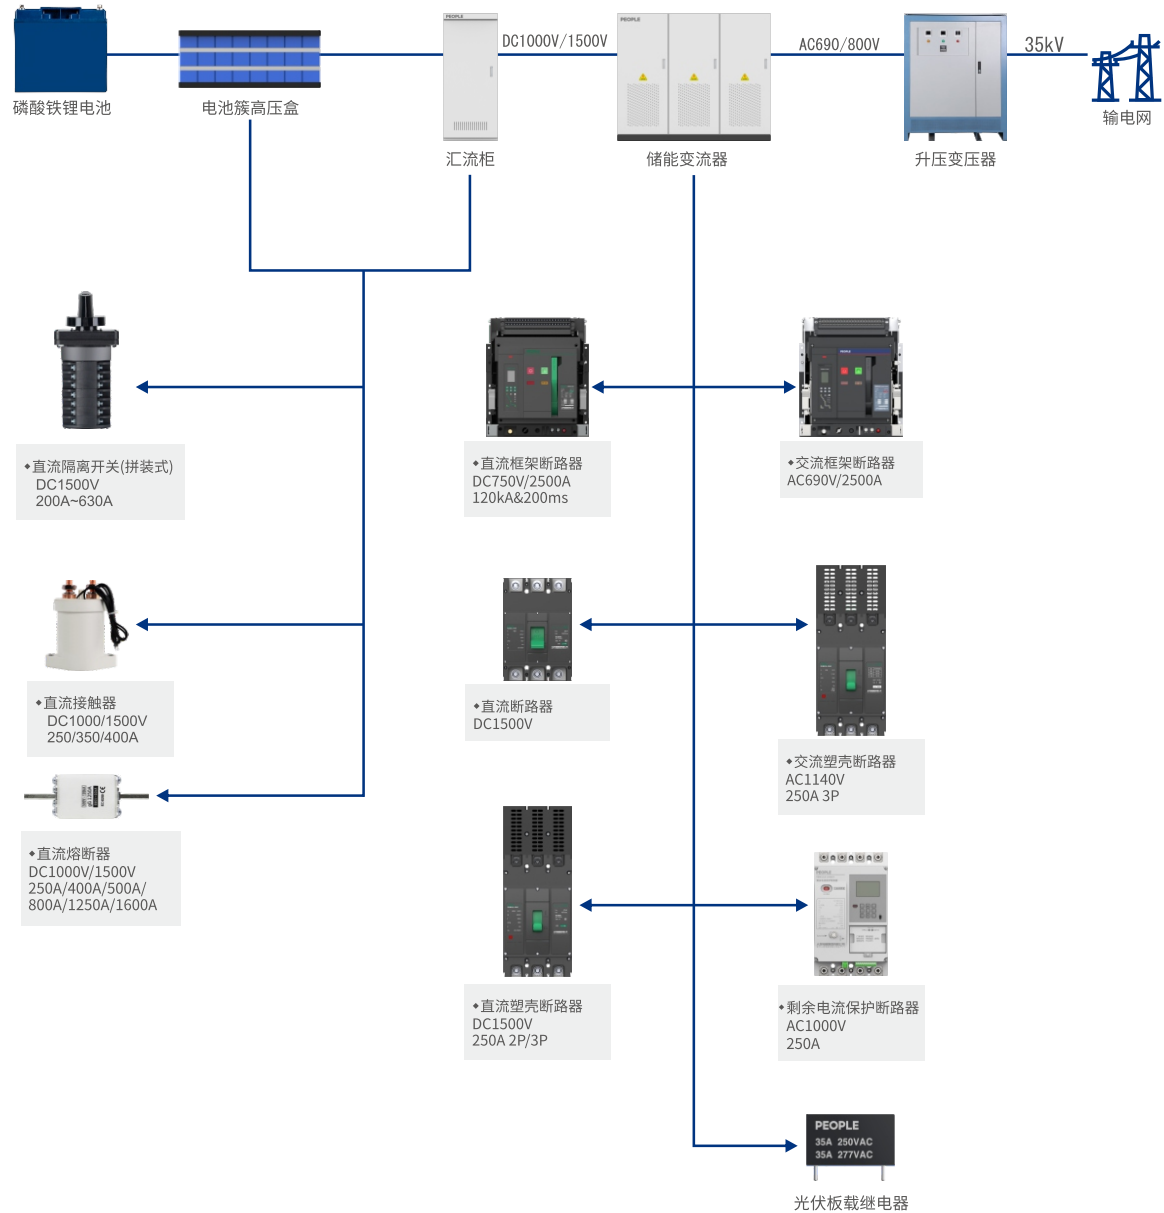 PEOPLE
PEOPLE
DC1000V/1500V
AC690/800V
35kV
磷酸铁锂电池
电池簇高压盒
汇流柜
储能变流器
升压变压器
输电网
直流隔离开关(拼装式)
DC1500V
200A~630A
直流框架断路器
DC750V/2500A
120kA&200ms
交流框架断路器
AC690V/2500A
直流接触器
DC1000/1500V
250/350/400A
直流断路器
DC1500V
交流塑壳断路器
AC1140V
250A 3P
直流熔断器
DC1000V/1500V
250A/400A/500A/
800A/1250A/1600A
直流塑壳断路器
DC1500V
250A 2P/3P
剩余电流保护断路器
AC1000V
250A
PEOPLE
35A 250VAC
35A 277VAC
光伏板载继电器